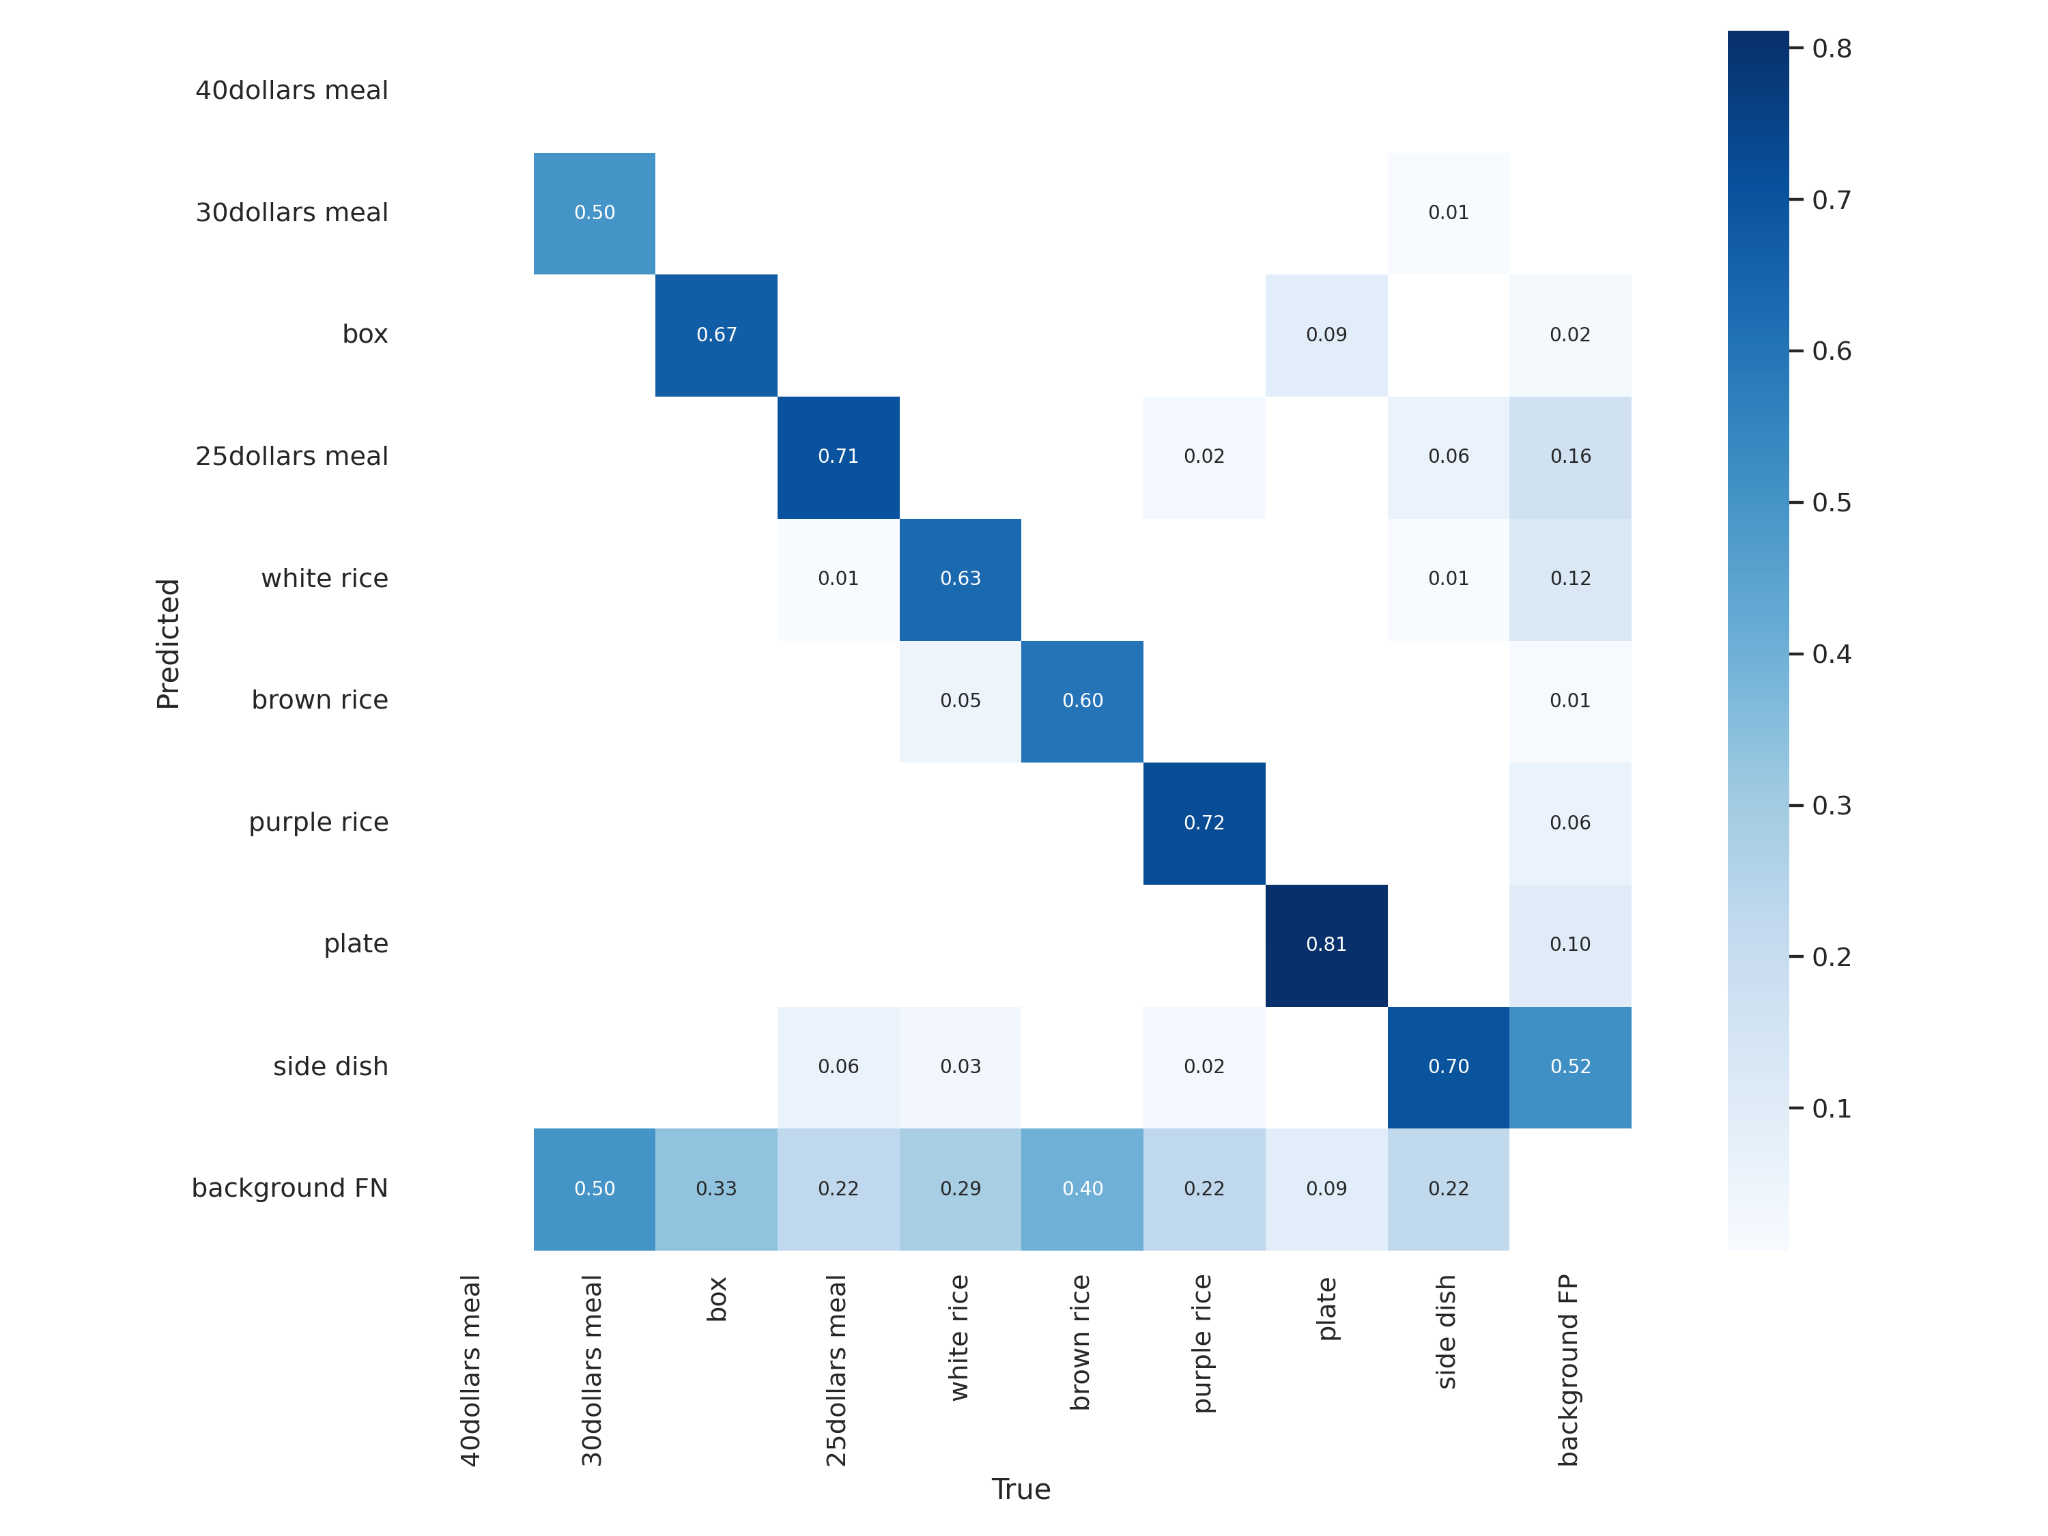 40dollars meal
30dollars meal 0.50 0.01
box 0.67 0.09 0.02
25dollars meal 0.71 0.02 0.06 0.16
white rice 0.01 0.63 0.01 0.12
brown rice 0.05 0.60 0.01
purple rice 0.72 0.06
plate 0.81 0.10
side dish 0.06 0.03 0.02 0.70 0.52
background FN 0.50 0.33 0.22 0.29 0.40 0.22 0.09 0.22
Predicted
40dollars meal
30dollars meal
box
25dollars meal
white rice
brown rice
purple rice
plate
side dish
background FP
True
0.8
0.7
0.6
0.5
0.4
0.3
0.2
0.1